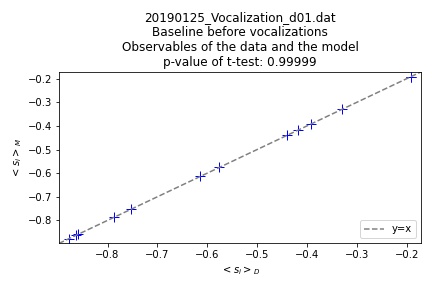 20190125_Vocalization_d01.dat
Baseline before vocalizations
Observables of the data and the model
p-value of t-test: 0.99999
−0.2
−0.3
−0.4
−0.5
−0.6
−0.7
−0.8
< s_i >_M
y=x
−0.8 −0.7 −0.6 −0.5 −0.4 −0.3 −0.2
< s_i >_D